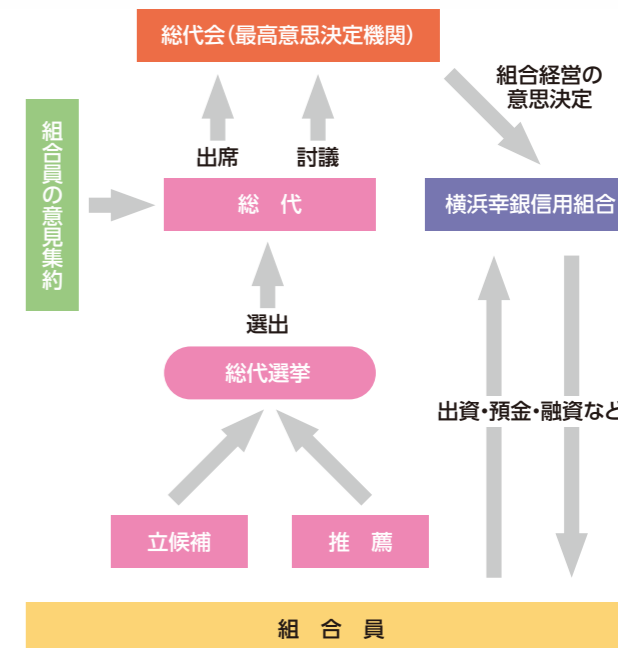 総代会(最高意思決定機関)
組合経営の
意思決定
出席
討議
組合員の意見集約
総 代
横浜幸銀信用組合
選出
総代選挙
出資・預金・融資など
立候補
推 薦
組 合 員